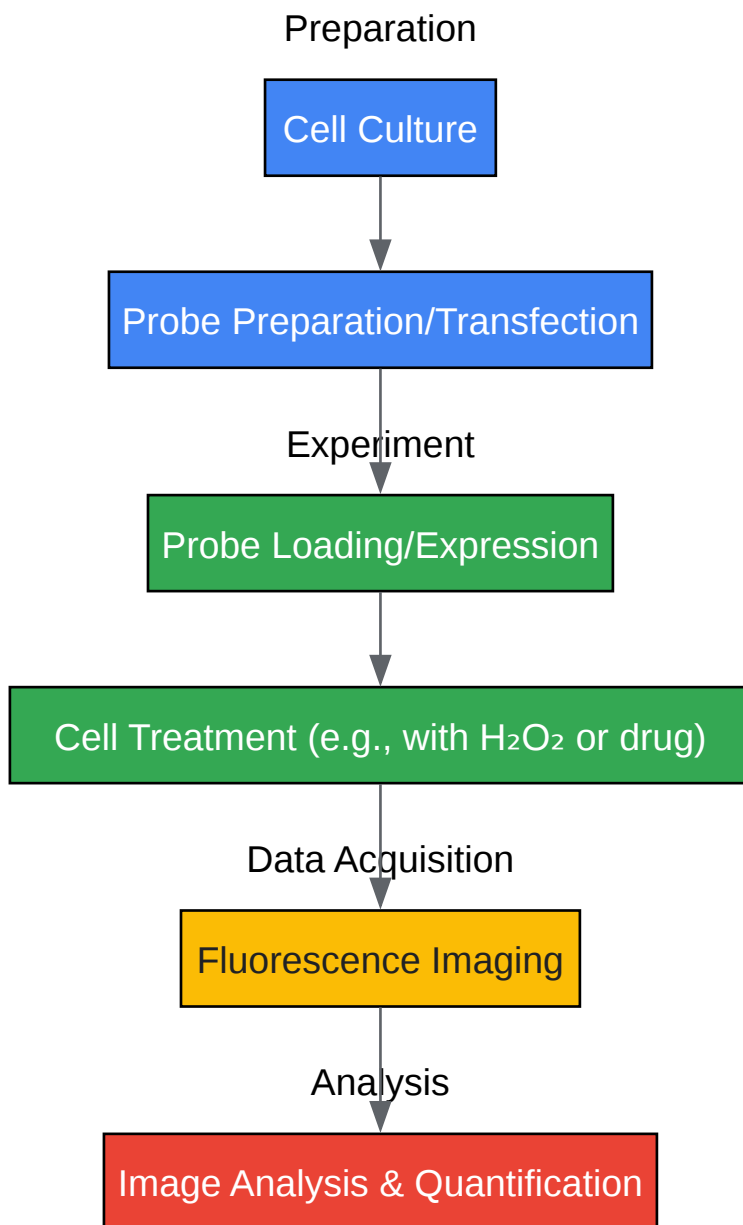 Preparation
Cell Culture
Probe Preparation/Transfection
Experiment
Probe Loading/Expression
Cell Treatment (e.g., with H₂O₂ or drug)
Data Acquisition
Fluorescence Imaging
Analysis
Image Analysis & Quantification